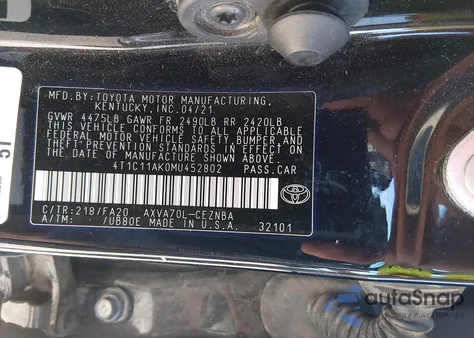 MFD.BY:TOYOTA MOTOR MANUFACTURING,
KENTUCKY,INC.04/21
GVWR 4475LB GAWR FR 2490LB RR 2420LB
THIS VEHICLE CONFORMS TO ALL APPLICABLE
FEDERAL MOTOR VEHICLE SAFETY,BUMPER,AND
THEFT PREVENTION STANDARDS IN EFFECT ON
THE DATE OF MANUFACTURE SHOWN ABOVE.
4T1C11AK0MU452802 PASS.CAR
C/TR:218/FA20 AXVA70L-CEZNBA
A/TM: /UB80E 32101
autoSnap